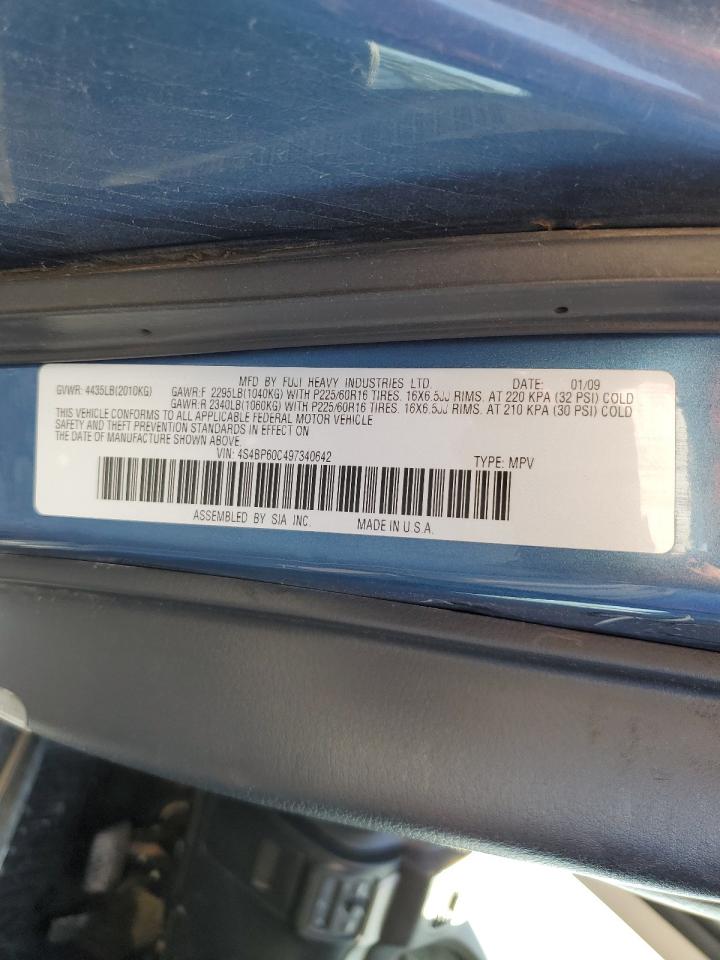 MFD BY FUJI HEAVY INDUSTRIES LTD. DATE: 01/09
GVWR: 4435LB(2010KG) GAWR:F 2295LB(1040KG) WITH P225/60R16 TIRES. 16X6.5JJ RIMS. AT 220 KPA (32 PSI) COLD
GAWR:R 2340LB(1060KG) WITH P225/60R16 TIRES. 16X6.5JJ RIMS. AT 210 KPA (30 PSI) COLD
THIS VEHICLE CONFORMS TO ALL APPLICABLE FEDERAL MOTOR VEHICLE
SAFETY AND THEFT PREVENTION STANDARDS IN EFFECT ON
THE DATE OF MANUFACTURE SHOWN ABOVE.
VIN: 4S4BP60C497340642 TYPE: MPV
ASSEMBLED BY SIA INC. MADE IN U.S.A.